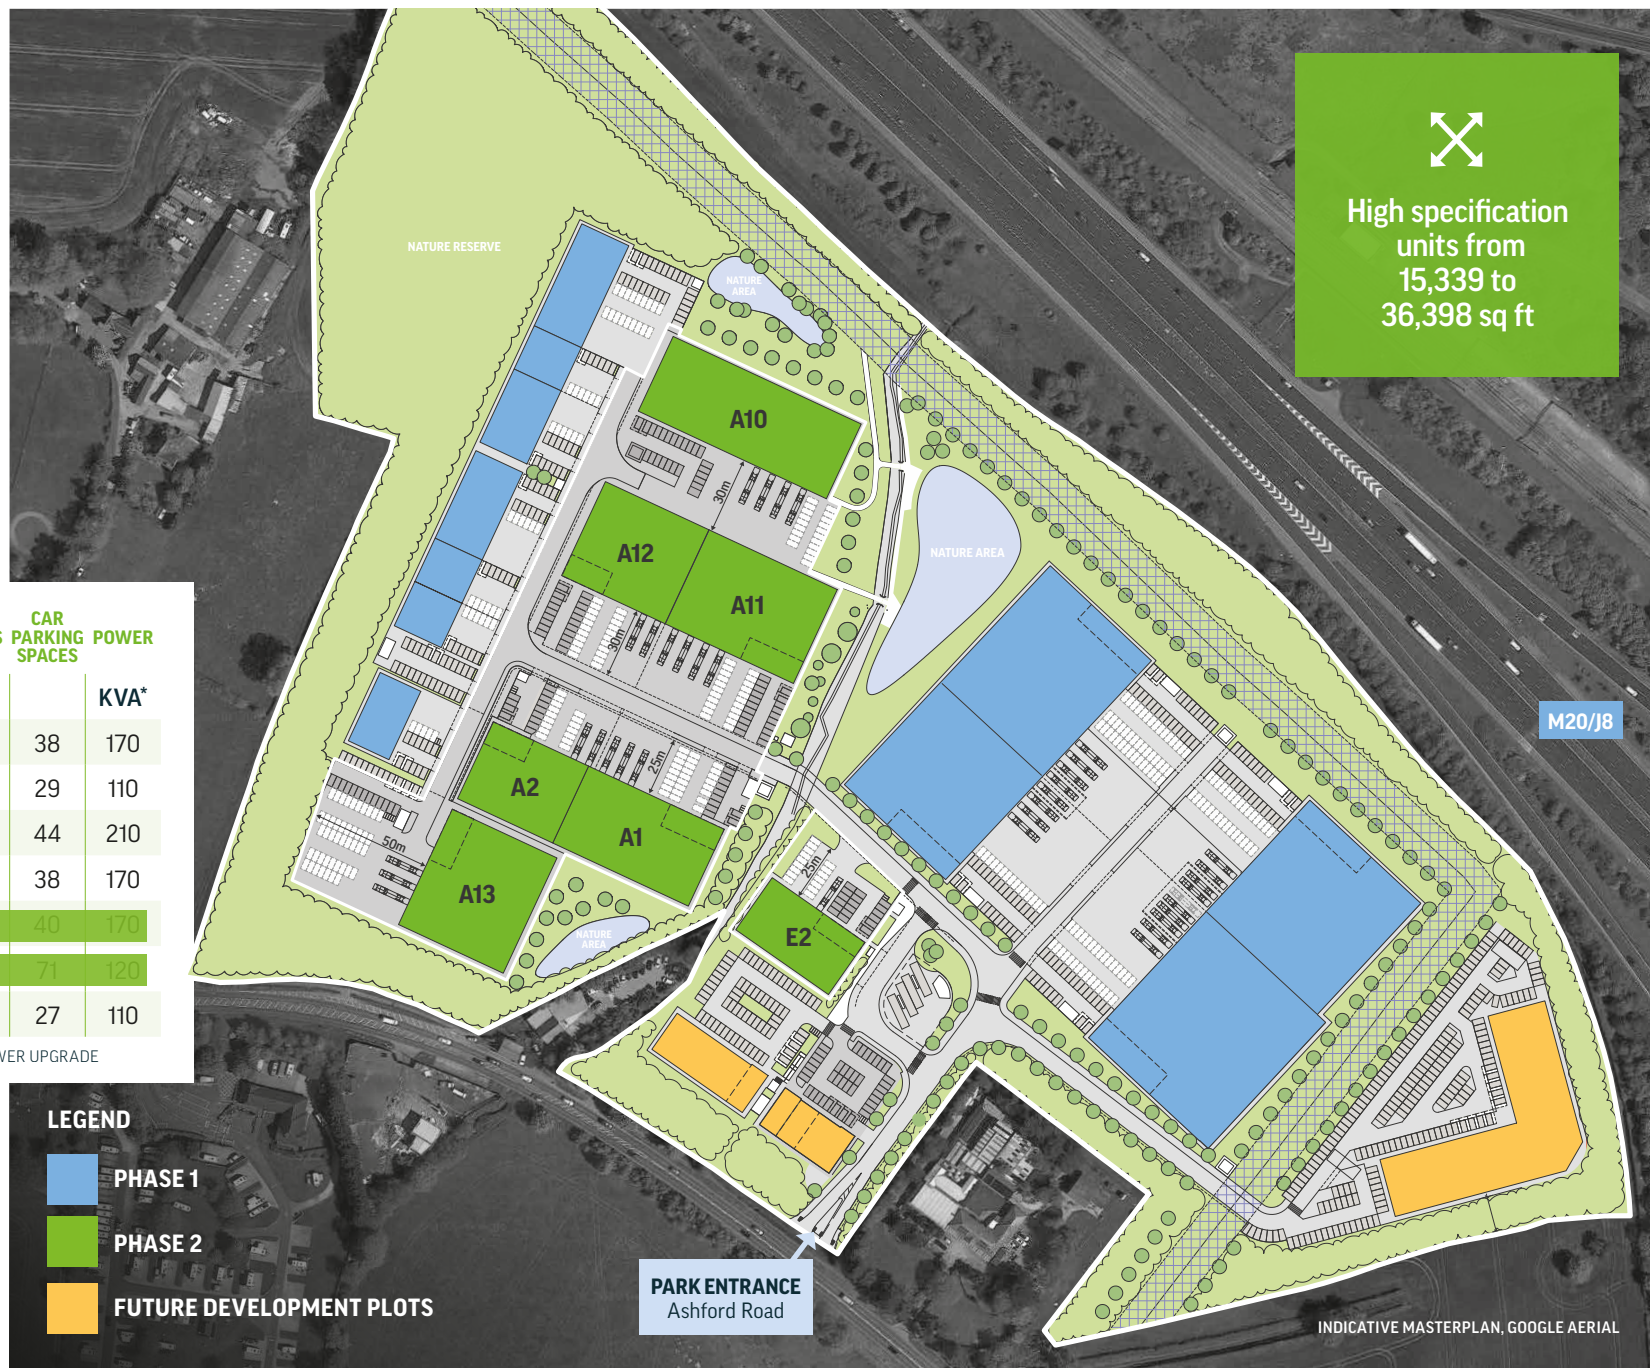 High specification
units from
15,339 to
36,398 sq ft
NATURE RESERVE
NATURE
AREA
A10
30m
A12
A11
NATURE AREA
30m
A2
25m
A1
50m
A13
NATURE
AREA
25m
E2
M20/J8
CAR
PARKING POWER
SPACES
KVA*
38 170
29 110
44 210
38 170
40 170
71 120
27 110
WER UPGRADE
LEGEND
PHASE 1
PHASE 2
FUTURE DEVELOPMENT PLOTS
PARK ENTRANCE
Ashford Road
INDICATIVE MASTERPLAN, GOOGLE AERIAL